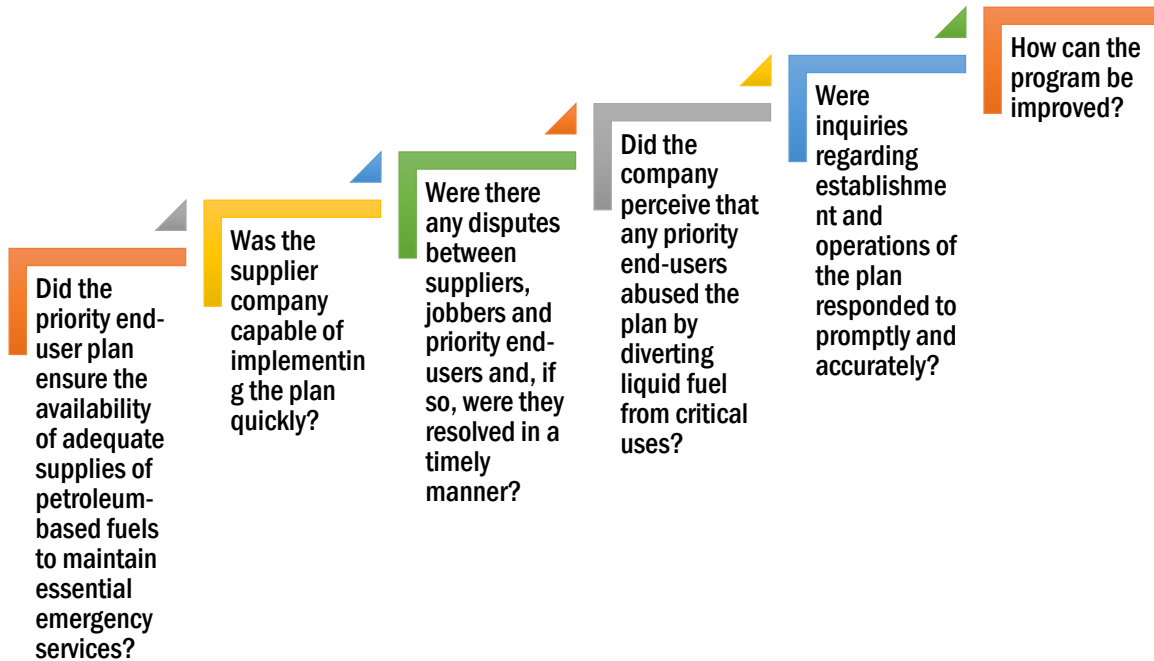 Did the
priority end-
user plan
ensure the
availability
of adequate
supplies of
petroleum-
based fuels
to maintain
essential
emergency
services?
Was the
supplier
company
capable of
implementin
g the plan
quickly?
Were there
any disputes
between
suppliers,
jobbers and
priority end-
users and, if
so, were they
resolved in a
timely
manner?
Did the
company
perceive that
any priority
end-users
abused the
plan by
diverting
liquid fuel
from critical
uses?
Were
inquiries
regarding
establishme
nt and
operations of
the plan
responded to
promptly and
accurately?
How can the
program be
improved?